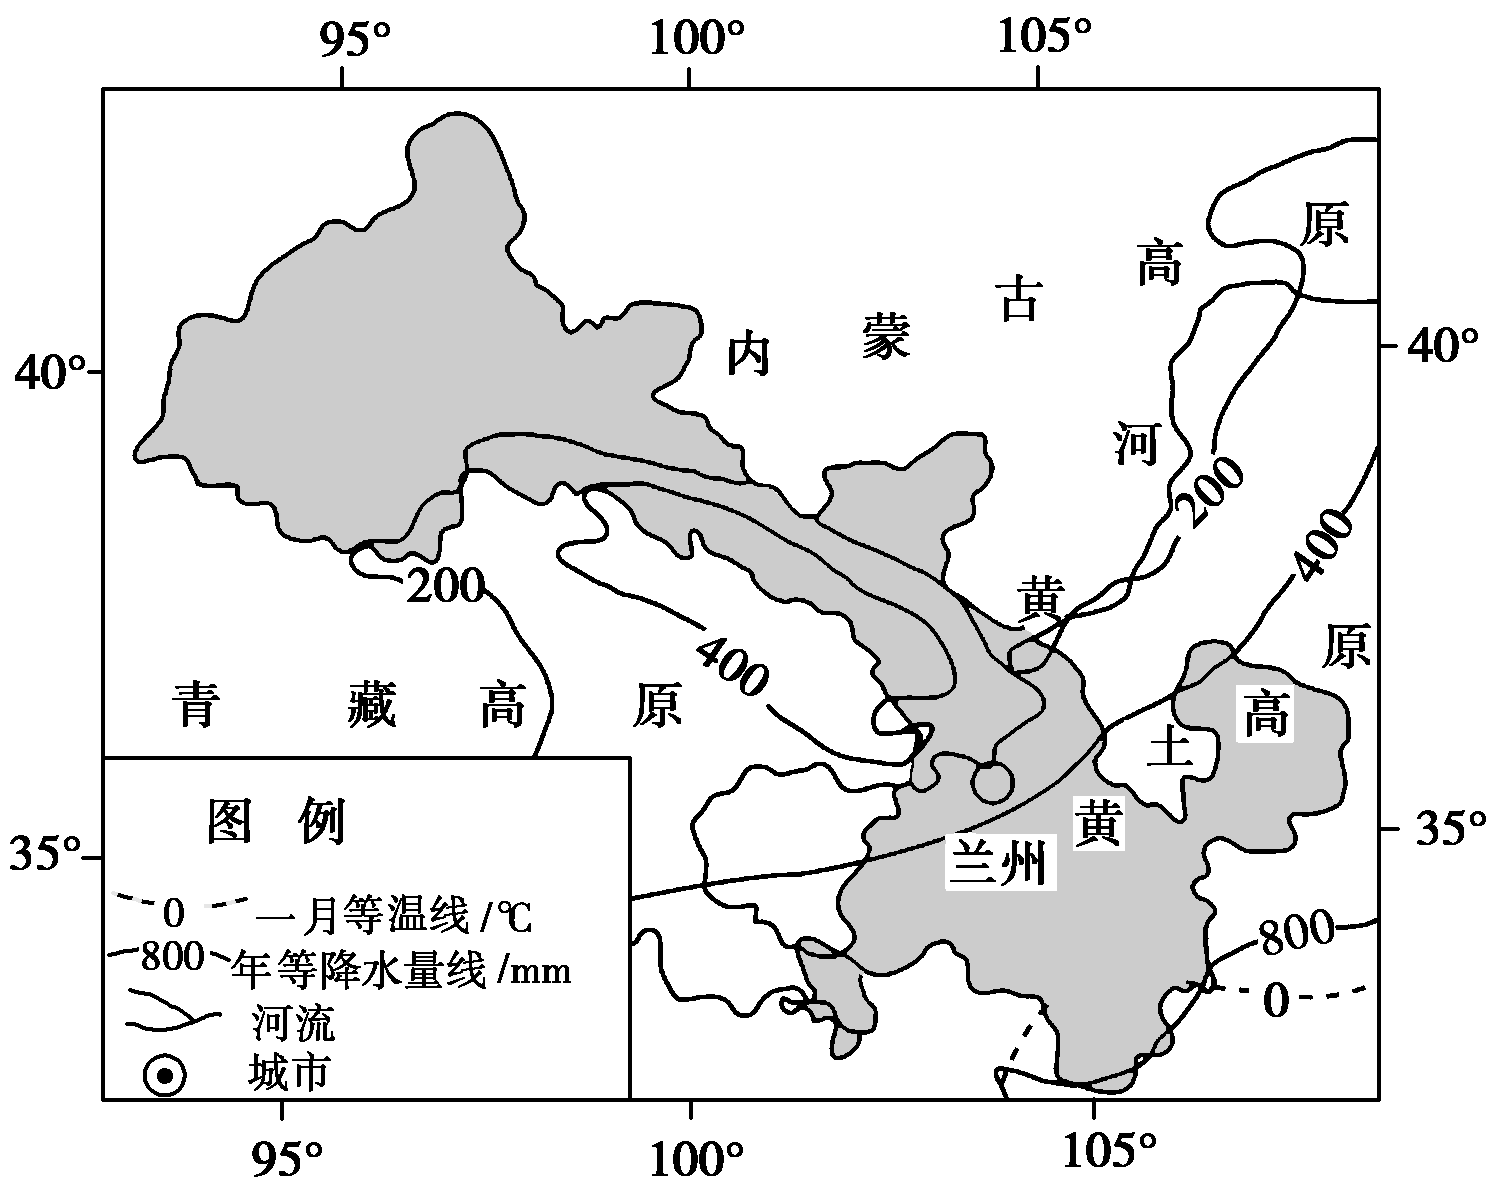 95° 100° 105°
原
高
古
蒙
内
40° 40°
河
200
400
黄
200
原
400
青 藏 高 原
高
土
黄
图 例
35° 35°
兰州
0 一月等温线/℃
800 年等降水量线/mm
800
0
河流
城市
95° 100° 105°